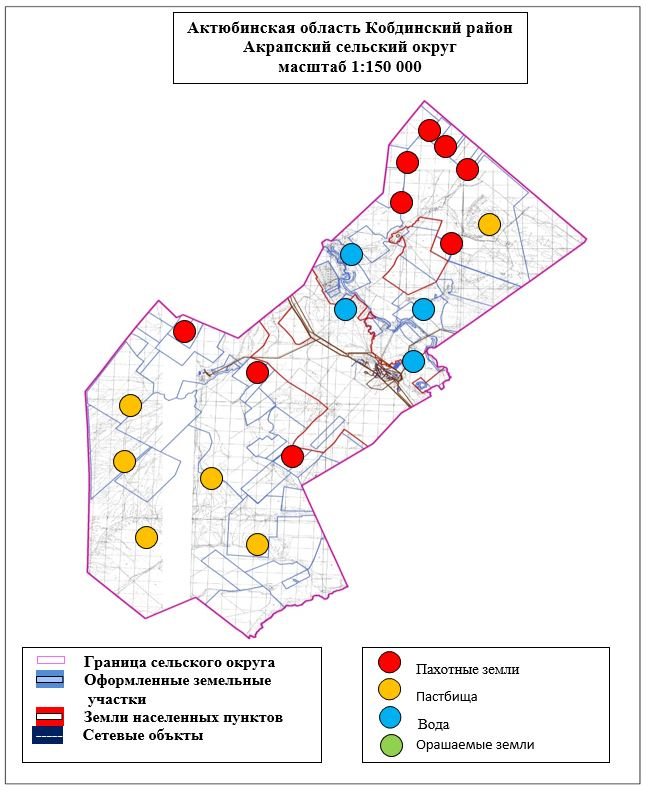 Актюбинская область Кобдинский район
Акрапский сельский округ
масштаб 1:150 000
Граница сельского округа
Оформленные земельные
участки
Земли населенных пунктов
Сетевые объкты
Пахотные земли
Пастбища
Вода
Орашаемые земли